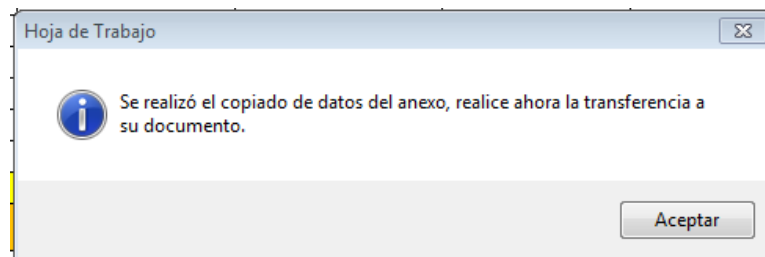 Hoja de Trabajo
Se realizó el copiado de datos del anexo, realice ahora la transferencia a
su documento.
Aceptar